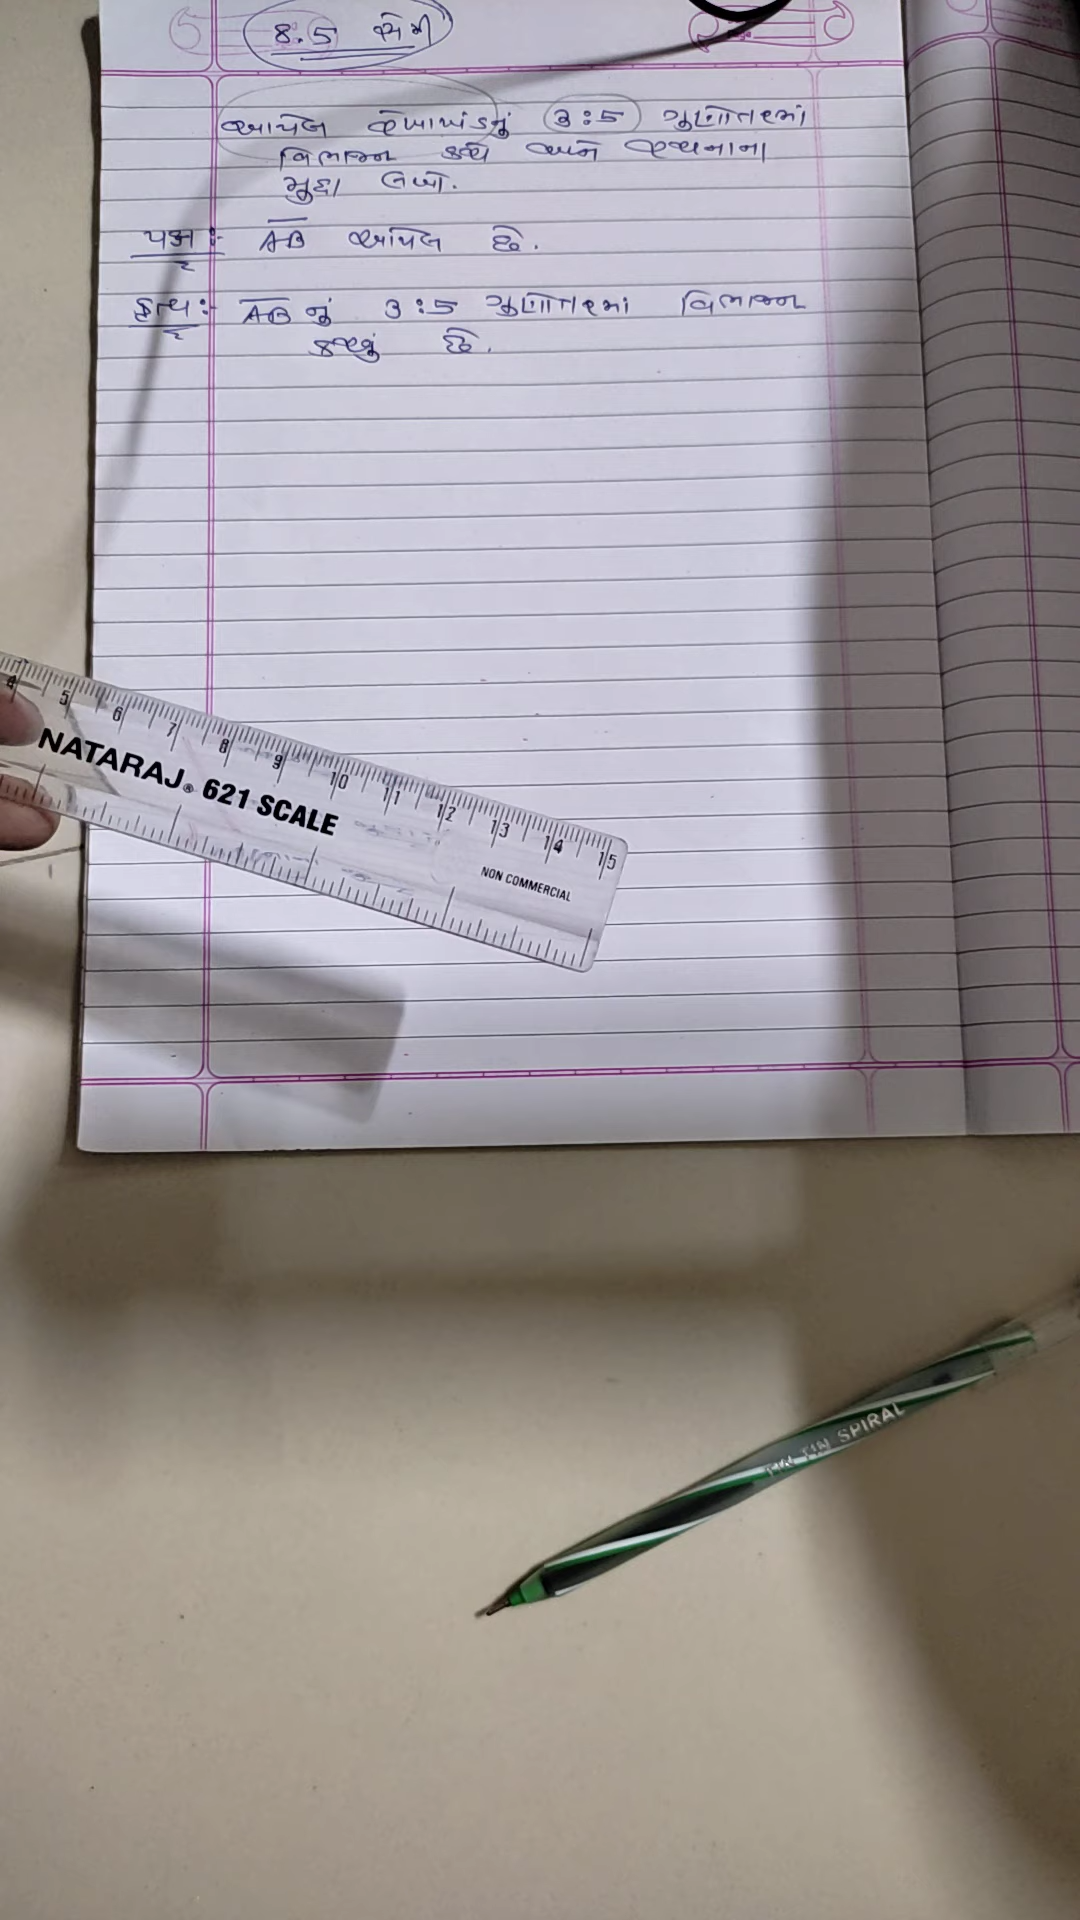 8.5 સેમી
આપેલ રેખાખંડનું 3:5 ગુણોત્તરમાં
વિભાજન કરો અને રચનાના
મુદ્દા લખો.
પક્ષ :- AB આપેલ છે.
સાધ્ય :- AB નું 3:5 ગુણોત્તરમાં વિભાજન
કરવું છે.
4 5 6 7 8 9 10 11 12 13 14 15
NATARAJ® 621 SCALE
NON COMMERCIAL
TIN TIN SPIRAL